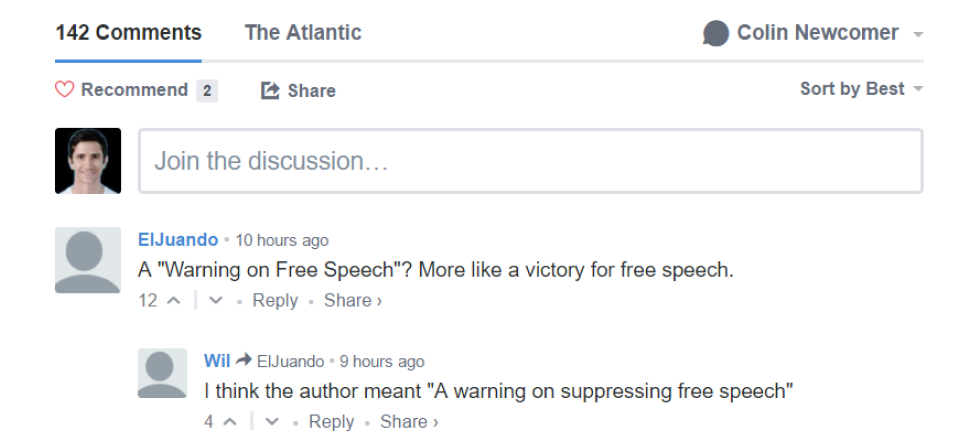 142 Comments The Atlantic Colin Newcomer
Recommend 2 Share Sort by Best
Join the discussion…
ElJuando • 10 hours ago
A "Warning on Free Speech"? More like a victory for free speech.
12 • Reply • Share ›
Wil ElJuando • 9 hours ago
I think the author meant "A warning on suppressing free speech"
4 • Reply • Share ›